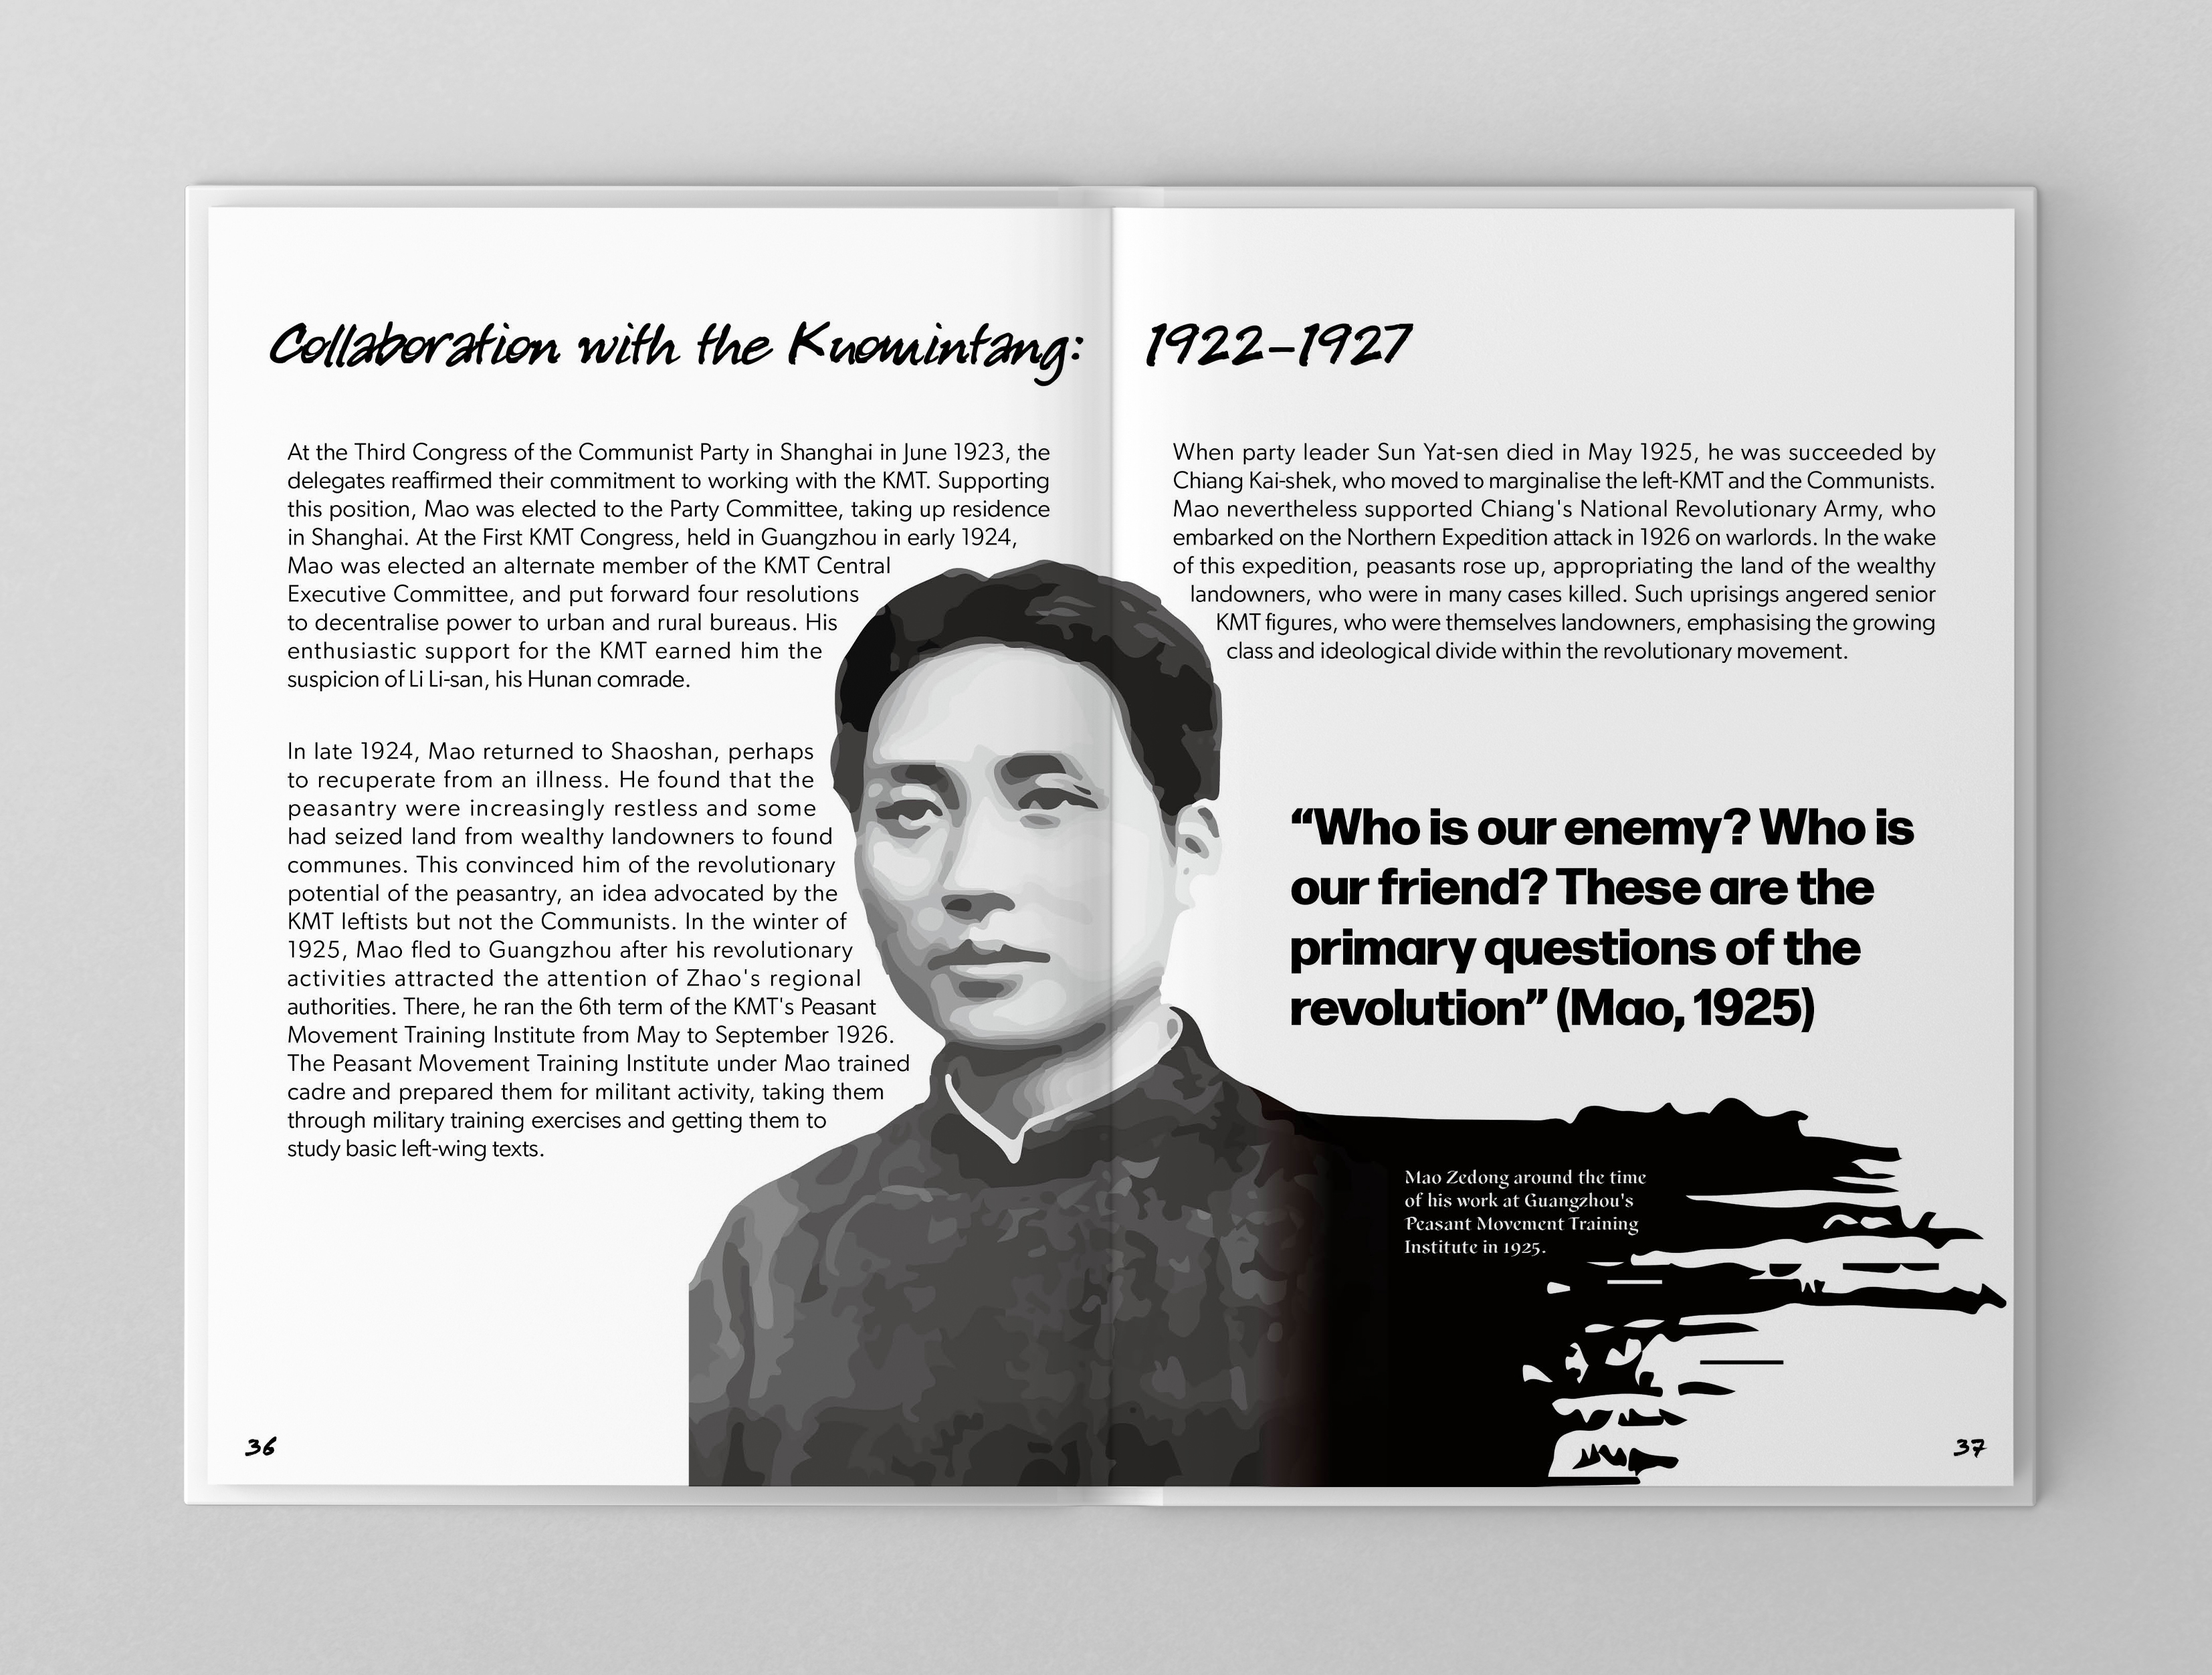 Collaboration with the Kuomintang: 1922–1927
At the Third Congress of the Communist Party in Shanghai in June 1923, the
delegates reaffirmed their commitment to working with the KMT. Supporting
this position, Mao was elected to the Party Committee, taking up residence
in Shanghai. At the First KMT Congress, held in Guangzhou in early 1924,
Mao was elected an alternate member of the KMT Central
Executive Committee, and put forward four resolutions
to decentralise power to urban and rural bureaus. His
enthusiastic support for the KMT earned him the
suspicion of Li Li-san, his Hunan comrade.
In late 1924, Mao returned to Shaoshan, perhaps
to recuperate from an illness. He found that the
peasantry were increasingly restless and some
had seized land from wealthy landowners to found
communes. This convinced him of the revolutionary
potential of the peasantry, an idea advocated by the
KMT leftists but not the Communists. In the winter of
1925, Mao fled to Guangzhou after his revolutionary
activities attracted the attention of Zhao's regional
authorities. There, he ran the 6th term of the KMT's Peasant
Movement Training Institute from May to September 1926.
The Peasant Movement Training Institute under Mao trained
cadre and prepared them for militant activity, taking them
through military training exercises and getting them to
study basic left-wing texts.
36
When party leader Sun Yat-sen died in May 1925, he was succeeded by
Chiang Kai-shek, who moved to marginalise the left-KMT and the Communists.
Mao nevertheless supported Chiang's National Revolutionary Army, who
embarked on the Northern Expedition attack in 1926 on warlords. In the wake
of this expedition, peasants rose up, appropriating the land of the wealthy
landowners, who were in many cases killed. Such uprisings angered senior
KMT figures, who were themselves landowners, emphasising the growing
class and ideological divide within the revolutionary movement.
“Who is our enemy? Who is
our friend? These are the
primary questions of the
revolution” (Mao, 1925)
Mao Zedong around the time
of his work at Guangzhou's
Peasant Movement Training
Institute in 1925.
37